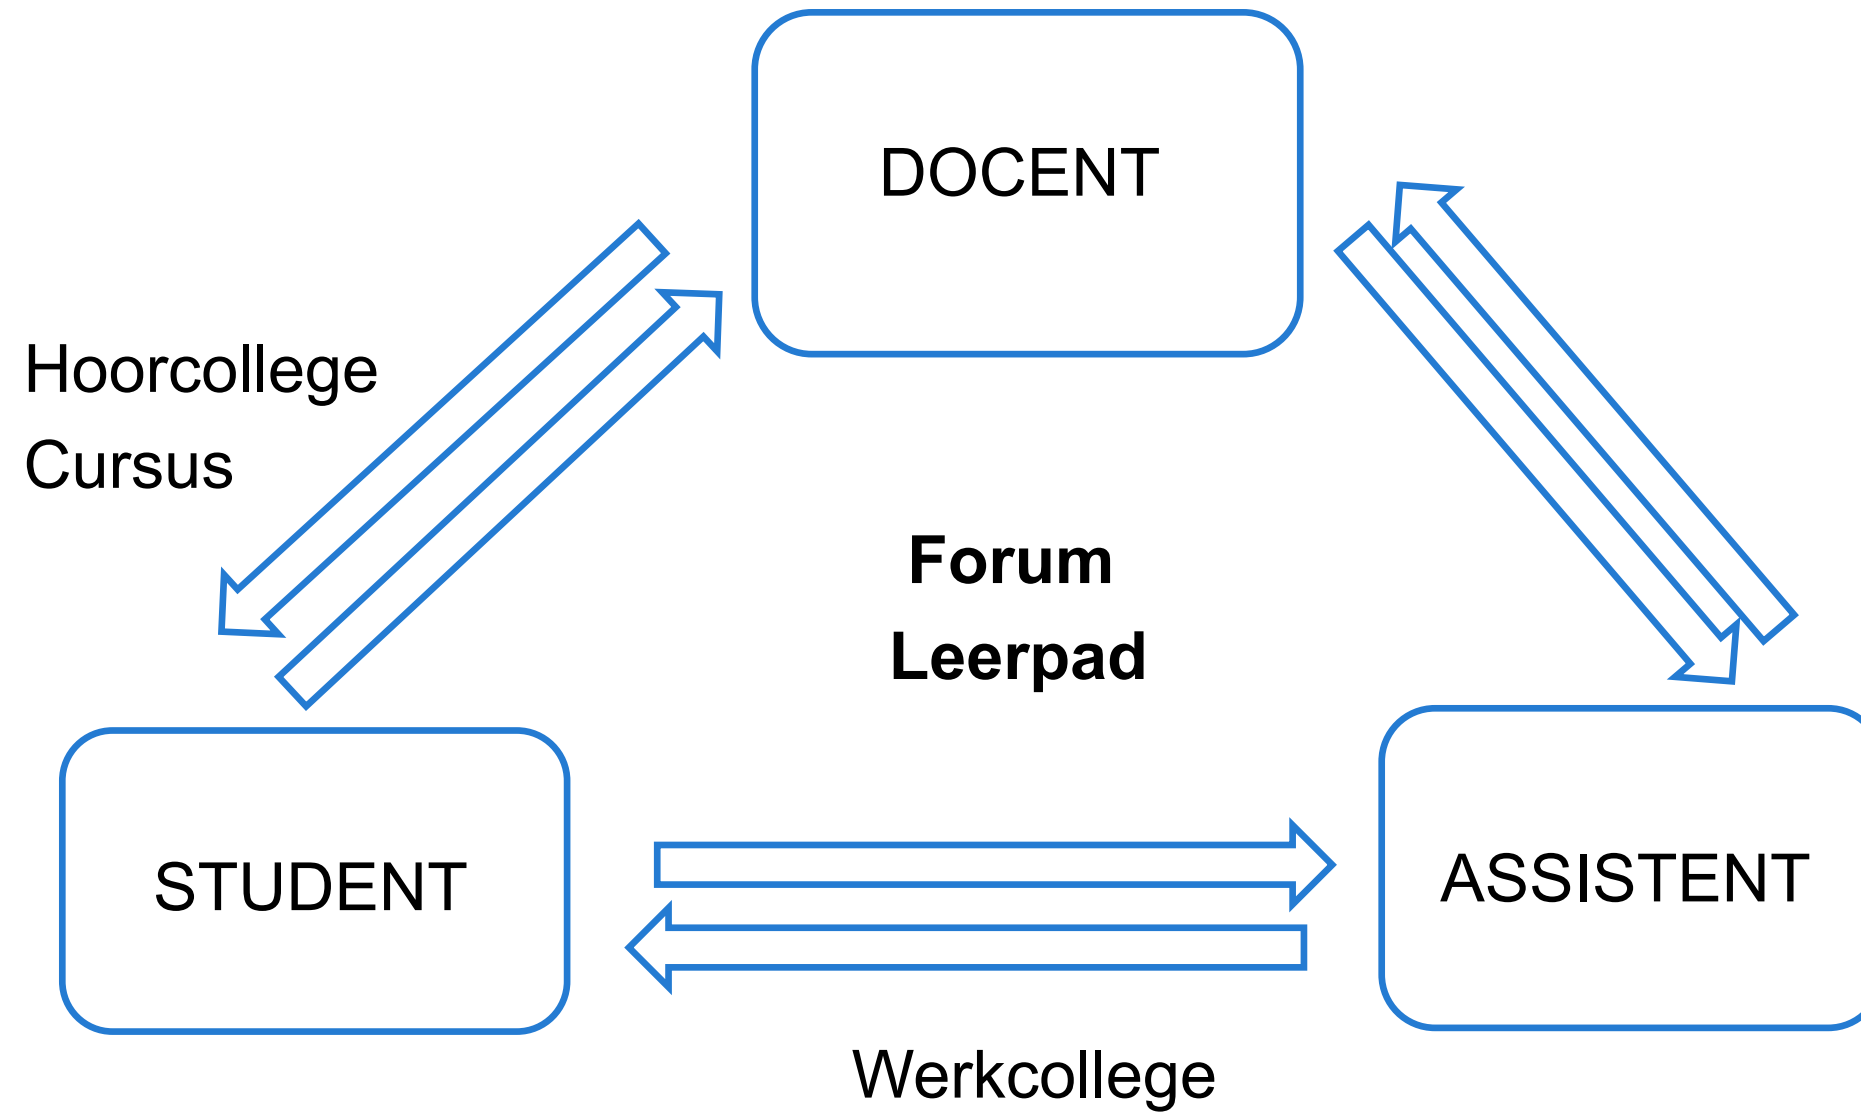 DOCENT
Hoorcollege
Cursus
Forum
Leerpad
STUDENT
ASSISTENT
Werkcollege